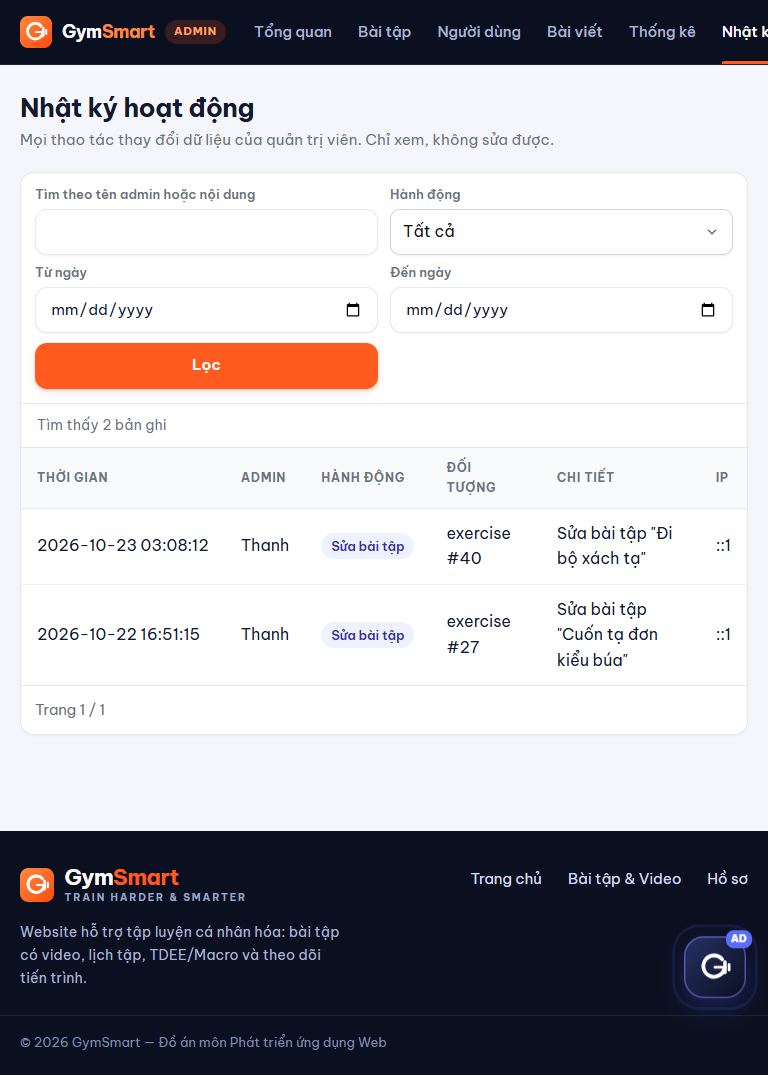 GymSmart ADMIN Tổng quan Bài tập Người dùng Bài viết Thống kê Nhật k
Nhật ký hoạt động
Mọi thao tác thay đổi dữ liệu của quản trị viên. Chỉ xem, không sửa được.
Tìm theo tên admin hoặc nội dung Hành động
Tất cả
Từ ngày Đến ngày
mm/dd/yyyy mm/dd/yyyy
Lọc
Tìm thấy 2 bản ghi
THỜI GIAN ADMIN HÀNH ĐỘNG ĐỐI TƯỢNG CHI TIẾT IP
2026-10-23 03:08:12 Thanh Sửa bài tập exercise #40 Sửa bài tập "Đi bộ xách tạ" ::1
2026-10-22 16:51:15 Thanh Sửa bài tập exercise #27 Sửa bài tập "Cuốn tạ đơn kiểu búa" ::1
Trang 1 / 1
GymSmart
TRAIN HARDER & SMARTER
Trang chủ Bài tập & Video Hồ sơ
Website hỗ trợ tập luyện cá nhân hóa: bài tập
có video, lịch tập, TDEE/Macro và theo dõi
tiến trình.
AD
© 2026 GymSmart — Đồ án môn Phát triển ứng dụng Web